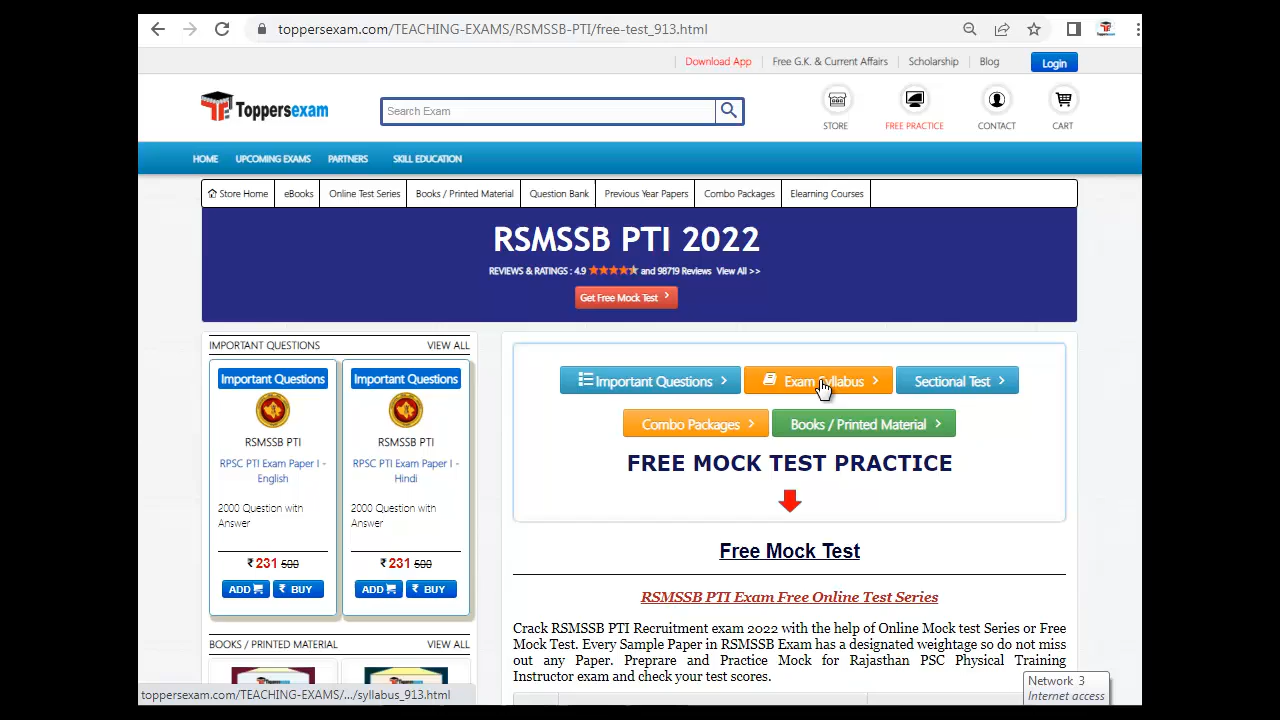 toppersexam.com/TEACHING-EXAMS/RSMSSB-PTI/free-test_913.html
Download App Free G.K. & Current Affairs Scholarship Blog Login
Toppersexam
Search Exam
STORE FREE PRACTICE CONTACT CART
HOME UPCOMING EXAMS PARTNERS SKILL EDUCATION
Store Home eBooks Online Test Series Books / Printed Material Question Bank Previous Year Papers Combo Packages Elearning Courses
RSMSSB PTI 2022
REVIEWS & RATINGS : 4.9 and 98719 Reviews View All >>
Get Free Mock Test
IMPORTANT QUESTIONS VIEW ALL
Important Questions
RSMSSB PTI
RPSC PTI Exam Paper I -
English
2000 Question with
Answer
₹ 231 500
ADD ₹ BUY
Important Questions
RSMSSB PTI
RPSC PTI Exam Paper I -
Hindi
2000 Question with
Answer
₹ 231 500
ADD ₹ BUY
BOOKS / PRINTED MATERIAL VIEW ALL
Important Questions Exam Syllabus Sectional Test
Combo Packages Books / Printed Material
FREE MOCK TEST PRACTICE
Free Mock Test
RSMSSB PTI Exam Free Online Test Series
Crack RSMSSB PTI Recruitment exam 2022 with the help of Online Mock test Series or Free
Mock Test. Every Sample Paper in RSMSSB Exam has a designated weightage so do not miss
out any Paper. Preprare and Practice Mock for Rajasthan PSC Physical Training
Instructor exam and check your test scores.
toppersexam.com/TEACHING-EXAMS/.../syllabus_913.html
Network 3
Internet access